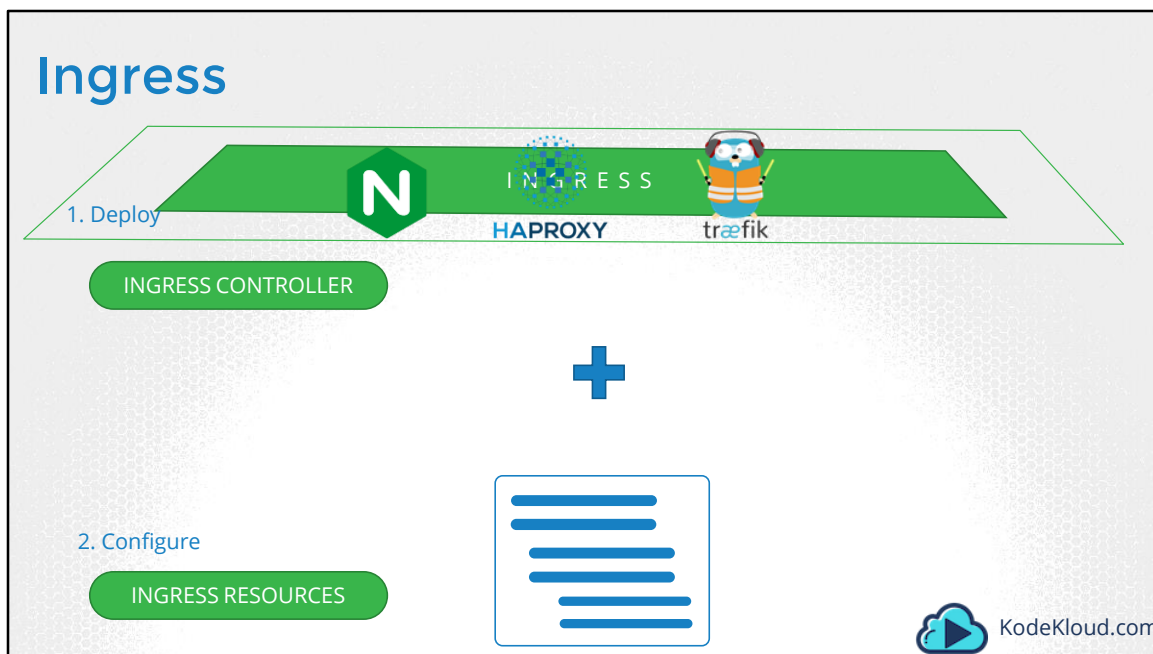 Ingress
INGRESS
N
HAPROXY
træfik
1. Deploy
INGRESS CONTROLLER
2. Configure
INGRESS RESOURCES
KodeKloud.com